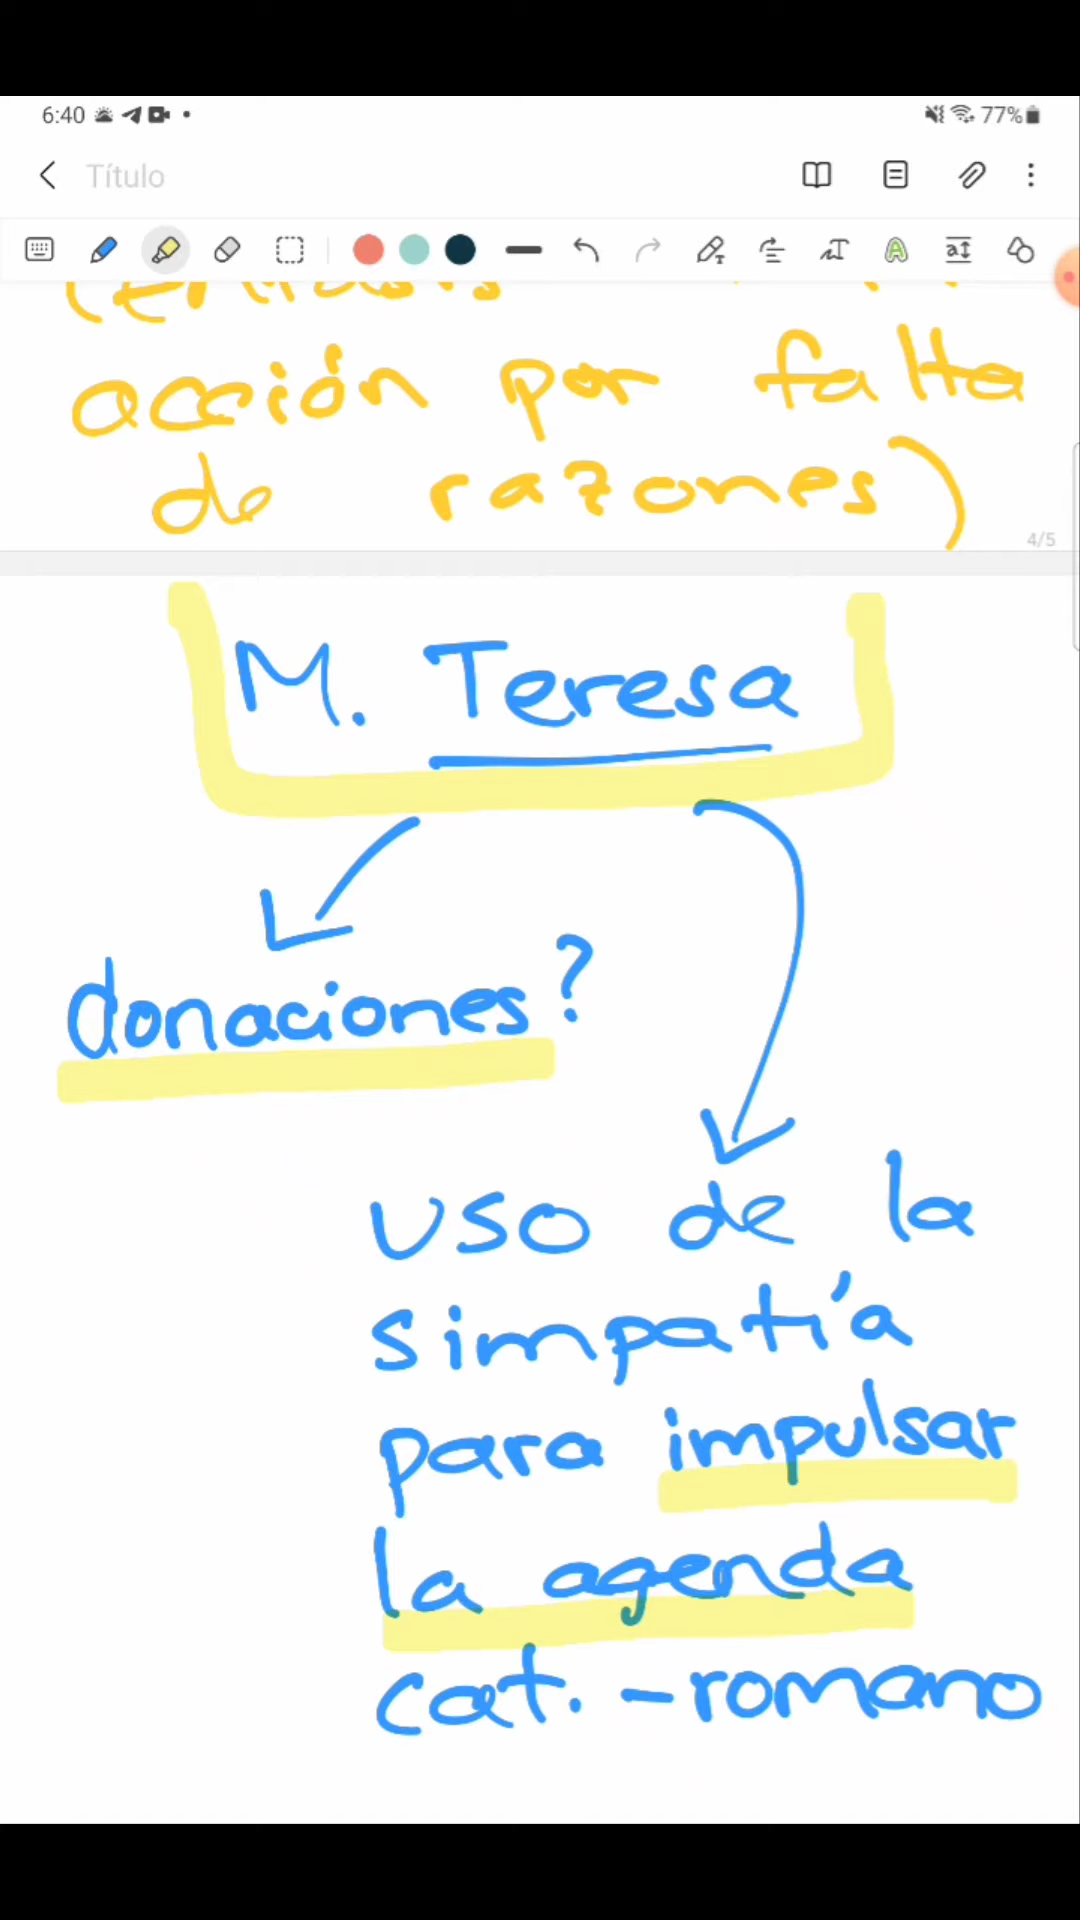 6:40
77%
Título
acción por falta
de razones)
4/5
M. Teresa
donaciones?
uso de la
simpatía
para impulsar
la agenda
cat. - romano